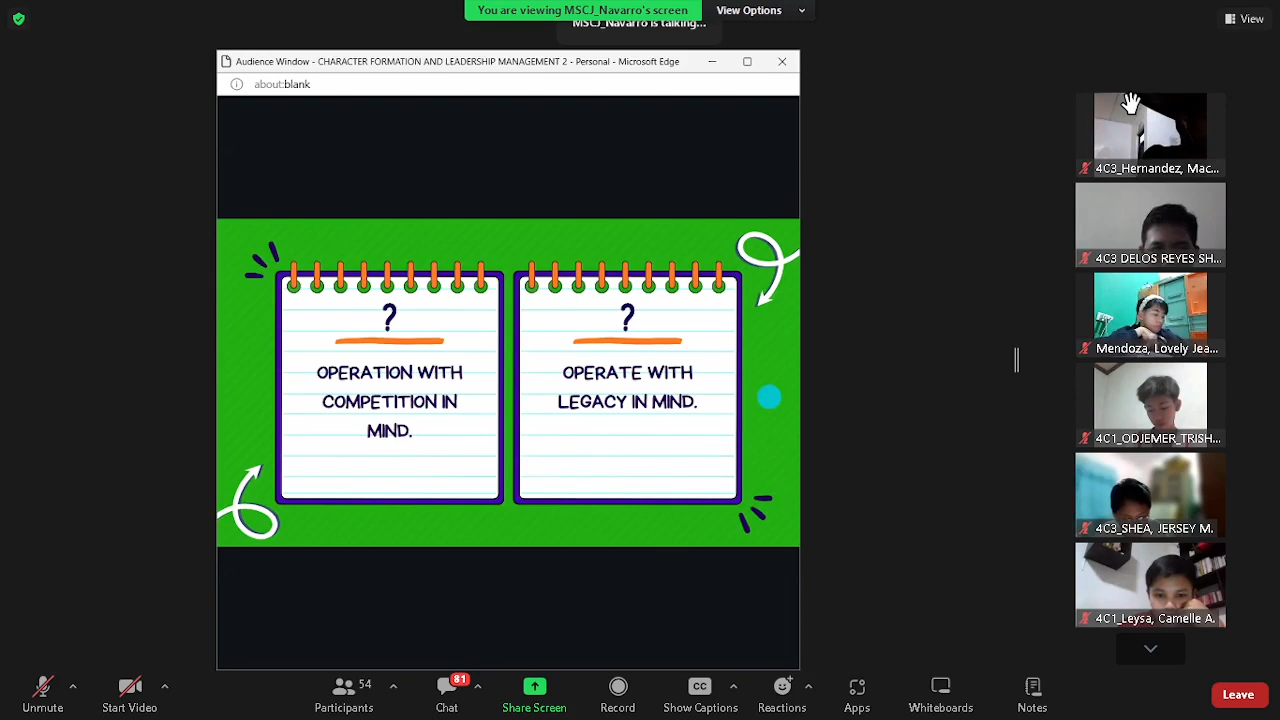 You are viewing MSCJ_Navarro's screen
View Options
MSCJ_Navarro is talking...
View
Audience Window - CHARACTER FORMATION AND LEADERSHIP MANAGEMENT 2 - Personal - Microsoft Edge
about:blank
?
OPERATION WITH
COMPETITION IN
MIND.
?
OPERATE WITH
LEGACY IN MIND.
4C3_Hernandez, Mac...
4C3 DELOS REYES SH...
Mendoza, Lovely Jea...
4C1_ODJEMER_TRISH...
4C3_SHEA, JERSEY M.
4C1_Leysa, Camelle A.
Unmute
Start Video
54
Participants
81
Chat
Share Screen
Record
CC
Show Captions
Reactions
Apps
Whiteboards
Notes
Leave